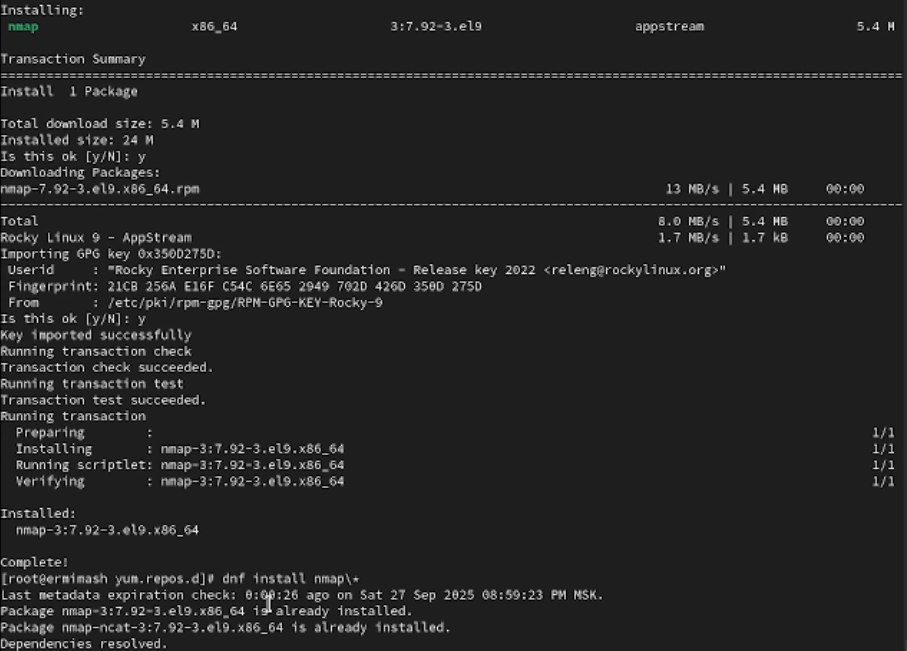 Installing:
nmap x86_64 3:7.92-3.el9 appstream 5.4 M
Transaction Summary
================================================================================
Install 1 Package
Total download size: 5.4 M
Installed size: 24 M
Is this ok [y/N]: y
Downloading Packages:
nmap-7.92-3.el9.x86_64.rpm 13 MB/s | 5.4 MB 00:00
--------------------------------------------------------------------------------
Total 8.0 MB/s | 5.4 MB 00:00
Rocky Linux 9 - AppStream 1.7 MB/s | 1.7 kB 00:00
Importing GPG key 0x350D275D:
Userid : "Rocky Enterprise Software Foundation - Release key 2022 <releng@rockylinux.org>"
Fingerprint: 21CB 256A E16F C54C 6E65 2949 702D 426D 350D 275D
From : /etc/pki/rpm-gpg/RPM-GPG-KEY-Rocky-9
Is this ok [y/N]: y
Key imported successfully
Running transaction check
Transaction check succeeded.
Running transaction test
Transaction test succeeded.
Running transaction
Preparing : 1/1
Installing : nmap-3:7.92-3.el9.x86_64 1/1
Running scriptlet: nmap-3:7.92-3.el9.x86_64 1/1
Verifying : nmap-3:7.92-3.el9.x86_64 1/1
Installed:
nmap-3:7.92-3.el9.x86_64
Complete!
[root@ermimash yum.repos.d]# dnf install nmap\*
Last metadata expiration check: 0:00:26 ago on Sat 27 Sep 2025 08:59:23 PM MSK.
Package nmap-3:7.92-3.el9.x86_64 is already installed.
Package nmap-ncat-3:7.92-3.el9.x86_64 is already installed.
Dependencies resolved.